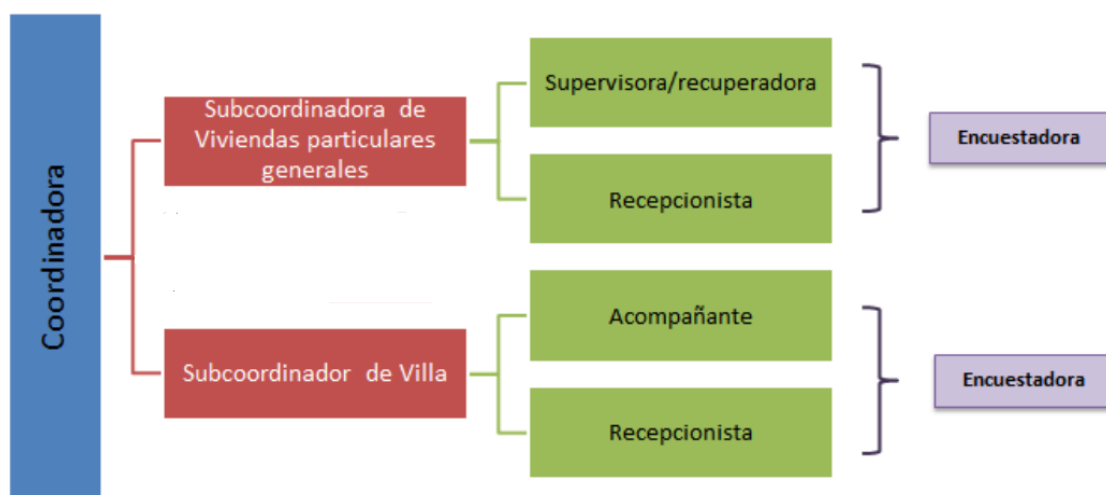 Coordinadora
Subcoordinadora de
Viviendas particulares
generales
Supervisora/recuperadora
Recepcionista
Encuestadora
Subcoordinador de Villa
Acompañante
Recepcionista
Encuestadora